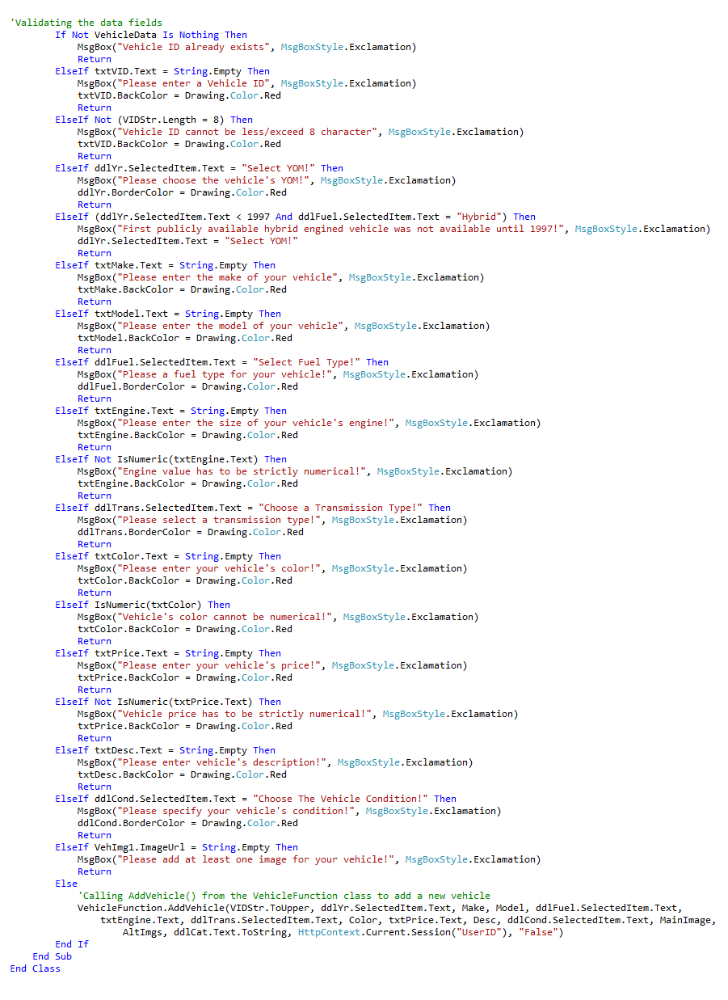 'Validating the data fields
If Not VehicleData Is Nothing Then
MsgBox("Vehicle ID already exists", MsgBoxStyle.Exclamation)
Return
ElseIf txtVID.Text = String.Empty Then
MsgBox("Please enter a Vehicle ID", MsgBoxStyle.Exclamation)
txtVID.BackColor = Drawing.Color.Red
Return
ElseIf Not (VIDStr.Length = 8) Then
MsgBox("Vehicle ID cannot be less/exceed 8 character", MsgBoxStyle.Exclamation)
txtVID.BackColor = Drawing.Color.Red
Return
ElseIf ddlYr.SelectedItem.Text = "Select YOM!" Then
MsgBox("Please choose the vehicle's YOM!", MsgBoxStyle.Exclamation)
ddlYr.BorderColor = Drawing.Color.Red
Return
ElseIf (ddlYr.SelectedItem.Text < 1997 And ddlFuel.SelectedItem.Text = "Hybrid") Then
MsgBox("First publicly available hybrid engined vehicle was not available until 1997!", MsgBoxStyle.Exclamation)
ddlYr.SelectedItem.Text = "Select YOM!"
Return
ElseIf txtMake.Text = String.Empty Then
MsgBox("Please enter the make of your vehicle", MsgBoxStyle.Exclamation)
txtMake.BackColor = Drawing.Color.Red
Return
ElseIf txtModel.Text = String.Empty Then
MsgBox("Please enter the model of your vehicle", MsgBoxStyle.Exclamation)
txtModel.BackColor = Drawing.Color.Red
Return
ElseIf ddlFuel.SelectedItem.Text = "Select Fuel Type!" Then
MsgBox("Please a fuel type for your vehicle!", MsgBoxStyle.Exclamation)
ddlFuel.BorderColor = Drawing.Color.Red
Return
ElseIf txtEngine.Text = String.Empty Then
MsgBox("Please enter the size of your vehicle's engine!", MsgBoxStyle.Exclamation)
txtEngine.BackColor = Drawing.Color.Red
Return
ElseIf Not IsNumeric(txtEngine.Text) Then
MsgBox("Engine value has to be strictly numerical!", MsgBoxStyle.Exclamation)
txtEngine.BackColor = Drawing.Color.Red
Return
ElseIf ddlTrans.SelectedItem.Text = "Choose a Transmission Type!" Then
MsgBox("Please select a transmission type!", MsgBoxStyle.Exclamation)
ddlTrans.BorderColor = Drawing.Color.Red
Return
ElseIf txtColor.Text = String.Empty Then
MsgBox("Please enter your vehicle's color!", MsgBoxStyle.Exclamation)
txtColor.BackColor = Drawing.Color.Red
Return
ElseIf IsNumeric(txtColor) Then
MsgBox("Vehicle's color cannot be numerical!", MsgBoxStyle.Exclamation)
txtColor.BackColor = Drawing.Color.Red
Return
ElseIf txtPrice.Text = String.Empty Then
MsgBox("Please enter your vehicle's price!", MsgBoxStyle.Exclamation)
txtPrice.BackColor = Drawing.Color.Red
Return
ElseIf Not IsNumeric(txtPrice.Text) Then
MsgBox("Vehicle price has to be strictly numerical!", MsgBoxStyle.Exclamation)
txtPrice.BackColor = Drawing.Color.Red
Return
ElseIf txtDesc.Text = String.Empty Then
MsgBox("Please enter vehicle's description!", MsgBoxStyle.Exclamation)
txtDesc.BackColor = Drawing.Color.Red
Return
ElseIf ddlCond.SelectedItem.Text = "Choose The Vehicle Condition!" Then
MsgBox("Please specify your vehicle's condition!", MsgBoxStyle.Exclamation)
ddlCond.BorderColor = Drawing.Color.Red
Return
ElseIf VehImg1.ImageUrl = String.Empty Then
MsgBox("Please add at least one image for your vehicle!", MsgBoxStyle.Exclamation)
Return
Else
'Calling AddVehicle() from the VehicleFunction class to add a new vehicle
VehicleFunction.AddVehicle(VIDStr.ToUpper, ddlYr.SelectedItem.Text, Make, Model, ddlFuel.SelectedItem.Text,
txtEngine.Text, ddlTrans.SelectedItem.Text, Color, txtPrice.Text, Desc, ddlCond.SelectedItem.Text, MainImage,
AltImgs, ddlCat.Text.ToString, HttpContext.Current.Session("UserID"), "False")
End If
End Sub
End Class